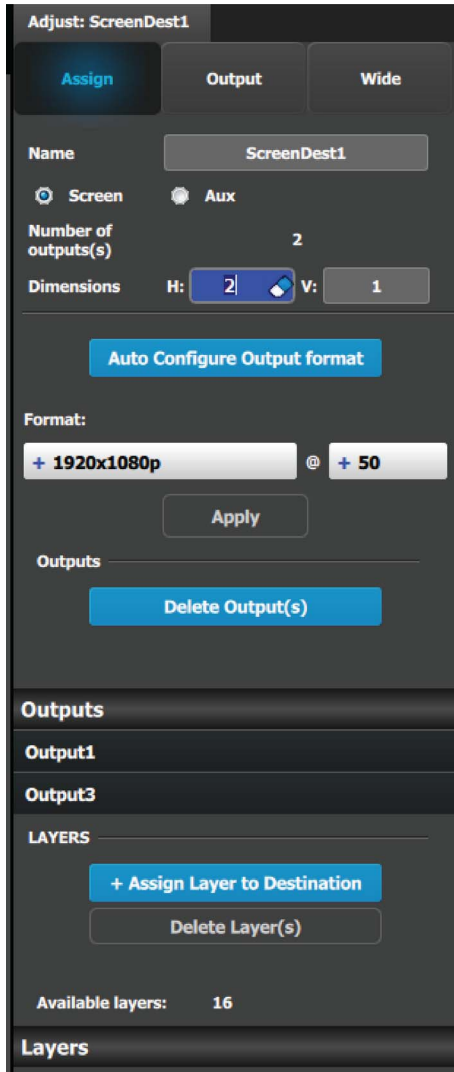 Adjust: ScreenDest1
Assign Output Wide
Name ScreenDest1
Screen Aux
Number of
outputs(s) 2
Dimensions H: 2 V: 1
Auto Configure Output format
Format:
+ 1920x1080p @ + 50
Apply
Outputs
Delete Output(s)
Outputs
Output1
Output3
LAYERS
+ Assign Layer to Destination
Delete Layer(s)
Available layers: 16
Layers